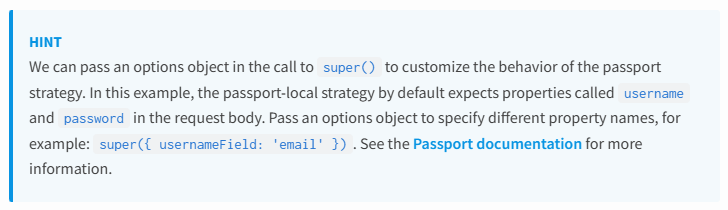 HINT
We can pass an options object in the call to super() to customize the behavior of the passport
strategy. In this example, the passport-local strategy by default expects properties called username
and password in the request body. Pass an options object to specify different property names, for
example: super({ usernameField: 'email' }) . See the Passport documentation for more
information.